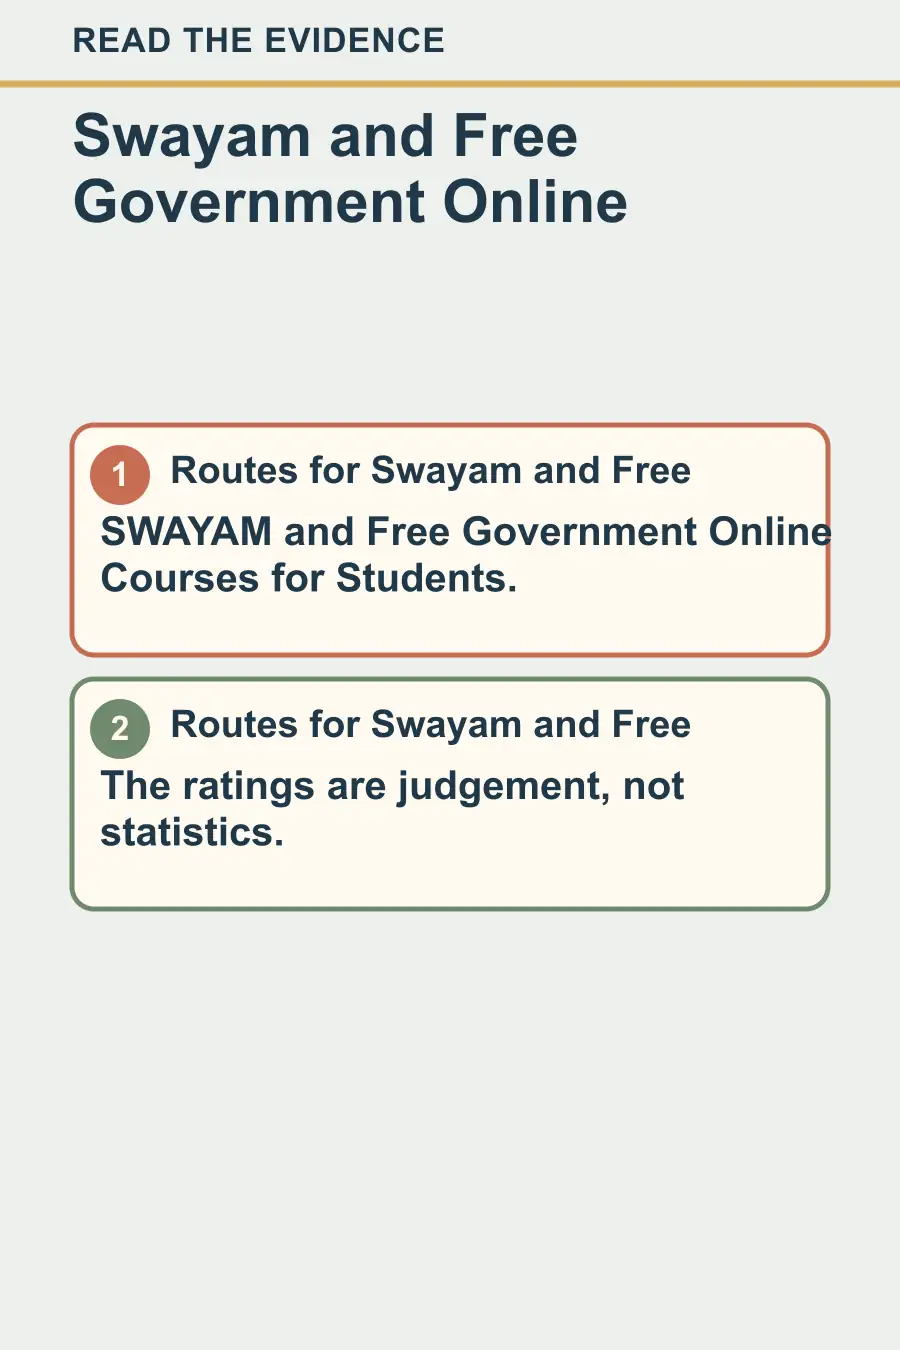 READ THE EVIDENCE
Swayam and Free
Government Online
1
Routes for Swayam and Free
SWAYAM and Free Government Online
Courses for Students.
2
Routes for Swayam and Free
The ratings are judgement, not
statistics.